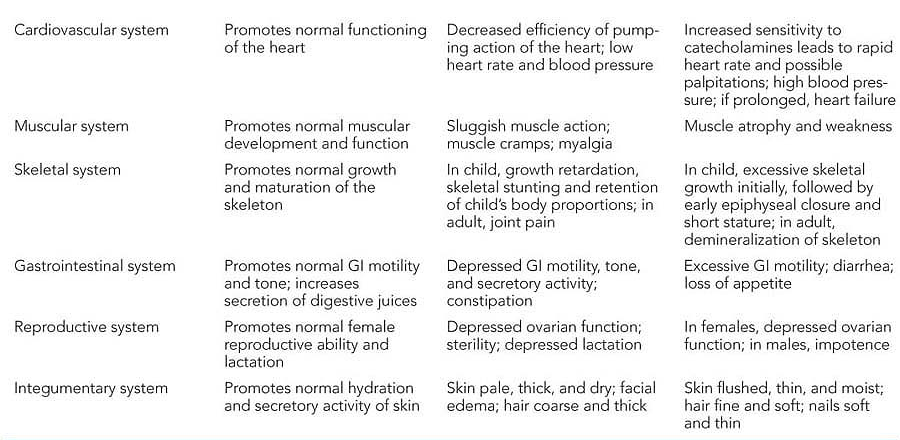 Cardiovascular system
Promotes normal functioning
of the heart
Decreased efficiency of pump-
ing action of the heart; low
heart rate and blood pressure
Increased sensitivity to
catecholamines leads to rapid
heart rate and possible
palpitations; high blood pres-
sure; if prolonged, heart failure
Muscular system
Promotes normal muscular
development and function
Sluggish muscle action;
muscle cramps; myalgia
Muscle atrophy and weakness
Skeletal system
Promotes normal growth
and maturation of the
skeleton
In child, growth retardation,
skeletal stunting and retention
of child's body proportions; in
adult, joint pain
In child, excessive skeletal
growth initially, followed by
early epiphyseal closure and
short stature; in adult,
demineralization of skeleton
Gastrointestinal system
Promotes normal GI motility
and tone; increases
secretion of digestive juices
Depressed GI motility, tone,
and secretory activity;
constipation
Excessive GI motility; diarrhea;
loss of appetite
Reproductive system
Promotes normal female
reproductive ability and
lactation
Depressed ovarian function;
sterility; depressed lactation
In females, depressed ovarian
function; in males, impotence
Integumentary system
Promotes normal hydration
and secretory activity of skin
Skin pale, thick, and dry; facial
edema; hair coarse and thick
Skin flushed, thin, and moist;
hair fine and soft; nails soft
and thin